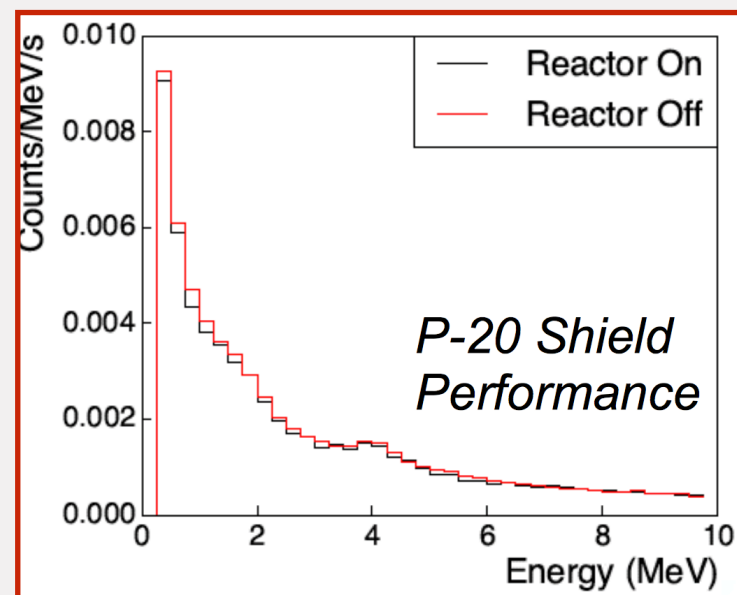 Counts/MeV/s
0.010
0.008
0.006
0.004
0.002
0.000
Reactor On
Reactor Off
P-20 Shield
Performance
0 2 4 6 8 10
Energy (MeV)